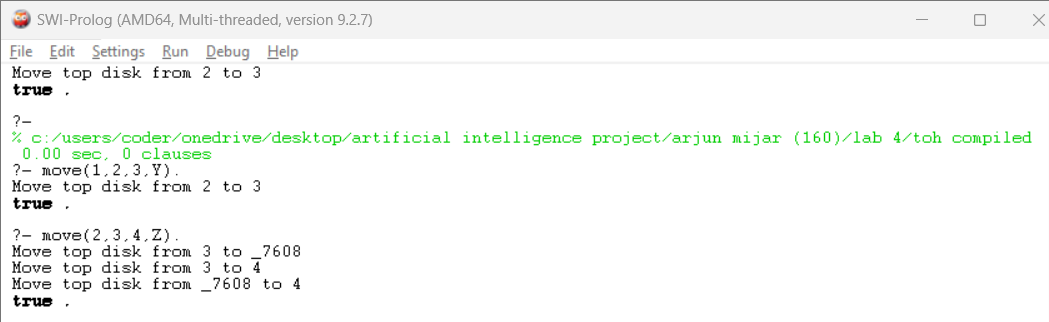 SWI-Prolog (AMD64, Multi-threaded, version 9.2.7)
File Edit Settings Run Debug Help
Move top disk from 2 to 3
true .
?-
% c:/users/coder/onedrive/desktop/artificial intelligence project/arjun mijar (160)/lab 4/toh compiled
0.00 sec, 0 clauses
?- move(1,2,3,Y).
Move top disk from 2 to 3
true .
?- move(2,3,4,Z).
Move top disk from 3 to _7608
Move top disk from 3 to 4
Move top disk from _7608 to 4
true .